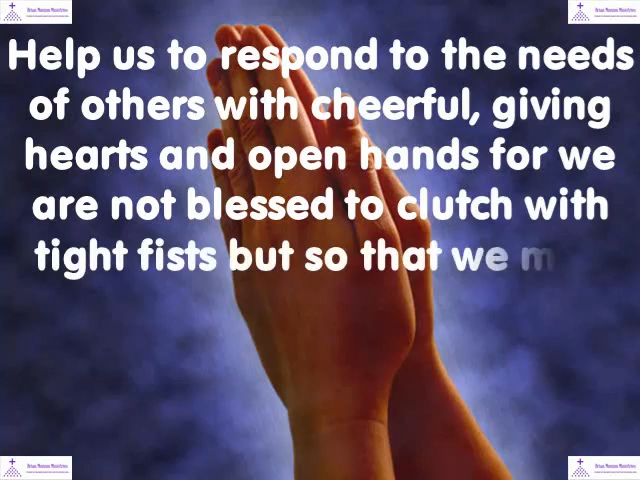 Help us to respond to the needs
of others with cheerful, giving
hearts and open hands for we
are not blessed to clutch with
tight fists but so that we m